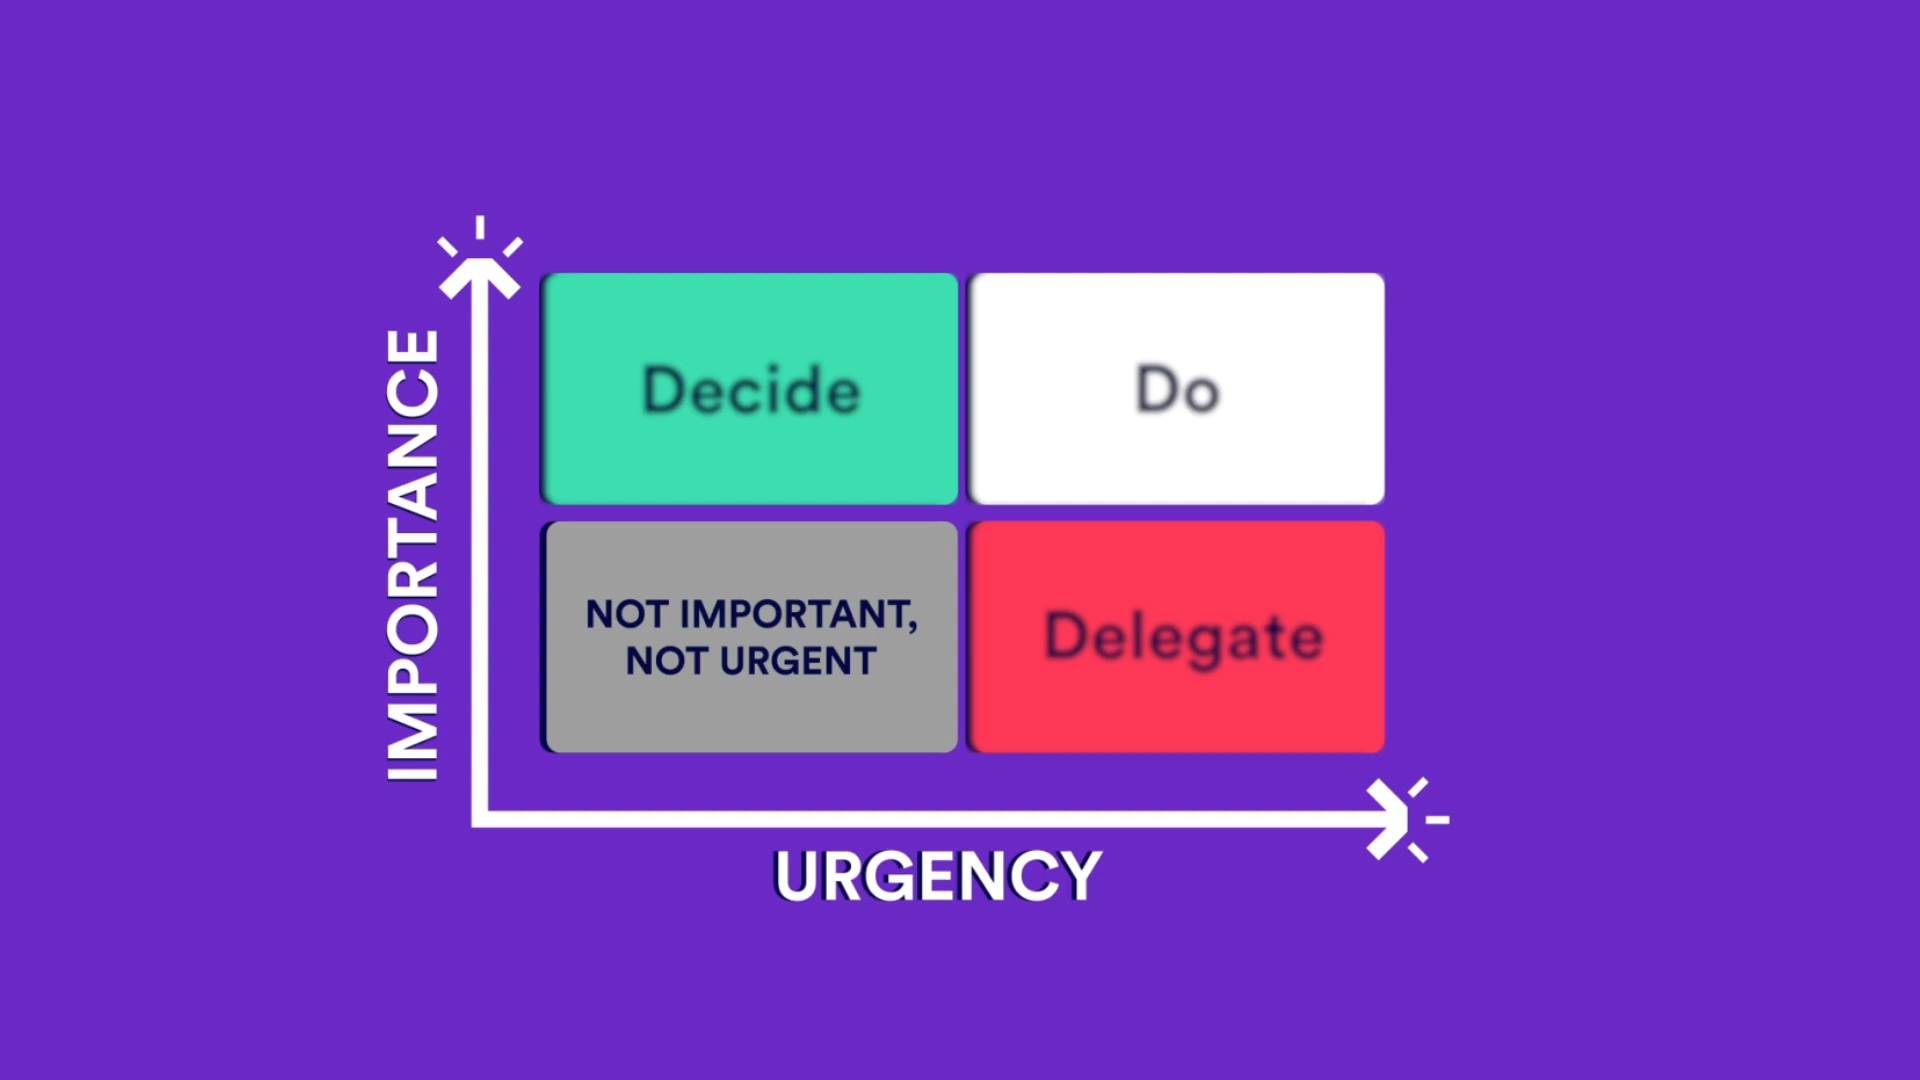 IMPORTANCE
Decide
Do
NOT IMPORTANT,
NOT URGENT
Delegate
URGENCY